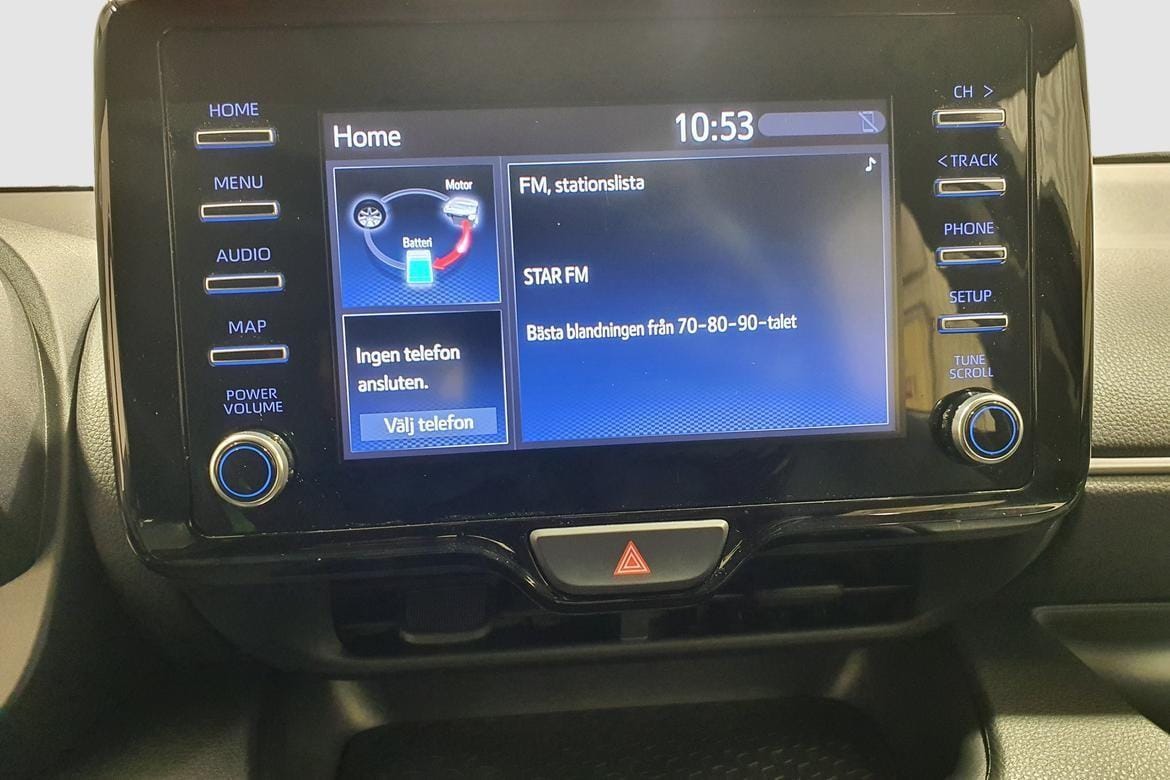 HOME
MENU
AUDIO
MAP
POWER
VOLUME
Home
10:53
Motor
Batteri
Ingen telefon
ansluten.
Välj telefon
FM, stationslista
STAR FM
Bästa blandningen från 70-80-90-talet
CH >
< TRACK
PHONE
SETUP
TUNE
SCROLL